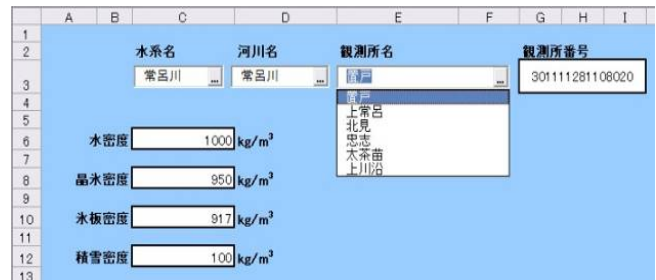 A B C D E F G H I
1
2 水系名 河川名 観測所名 観測所番号
3 常呂川 ... 常呂川 ... 置戸 ... 301111281108020
4 置戸
5 上常呂
北見
6 水密度 1000 kg/m³ 忠志
7 太茶苗
8 晶氷密度 950 kg/m³ 上川沿
9
10 氷板密度 917 kg/m³
11
12 積雪密度 100 kg/m³
13